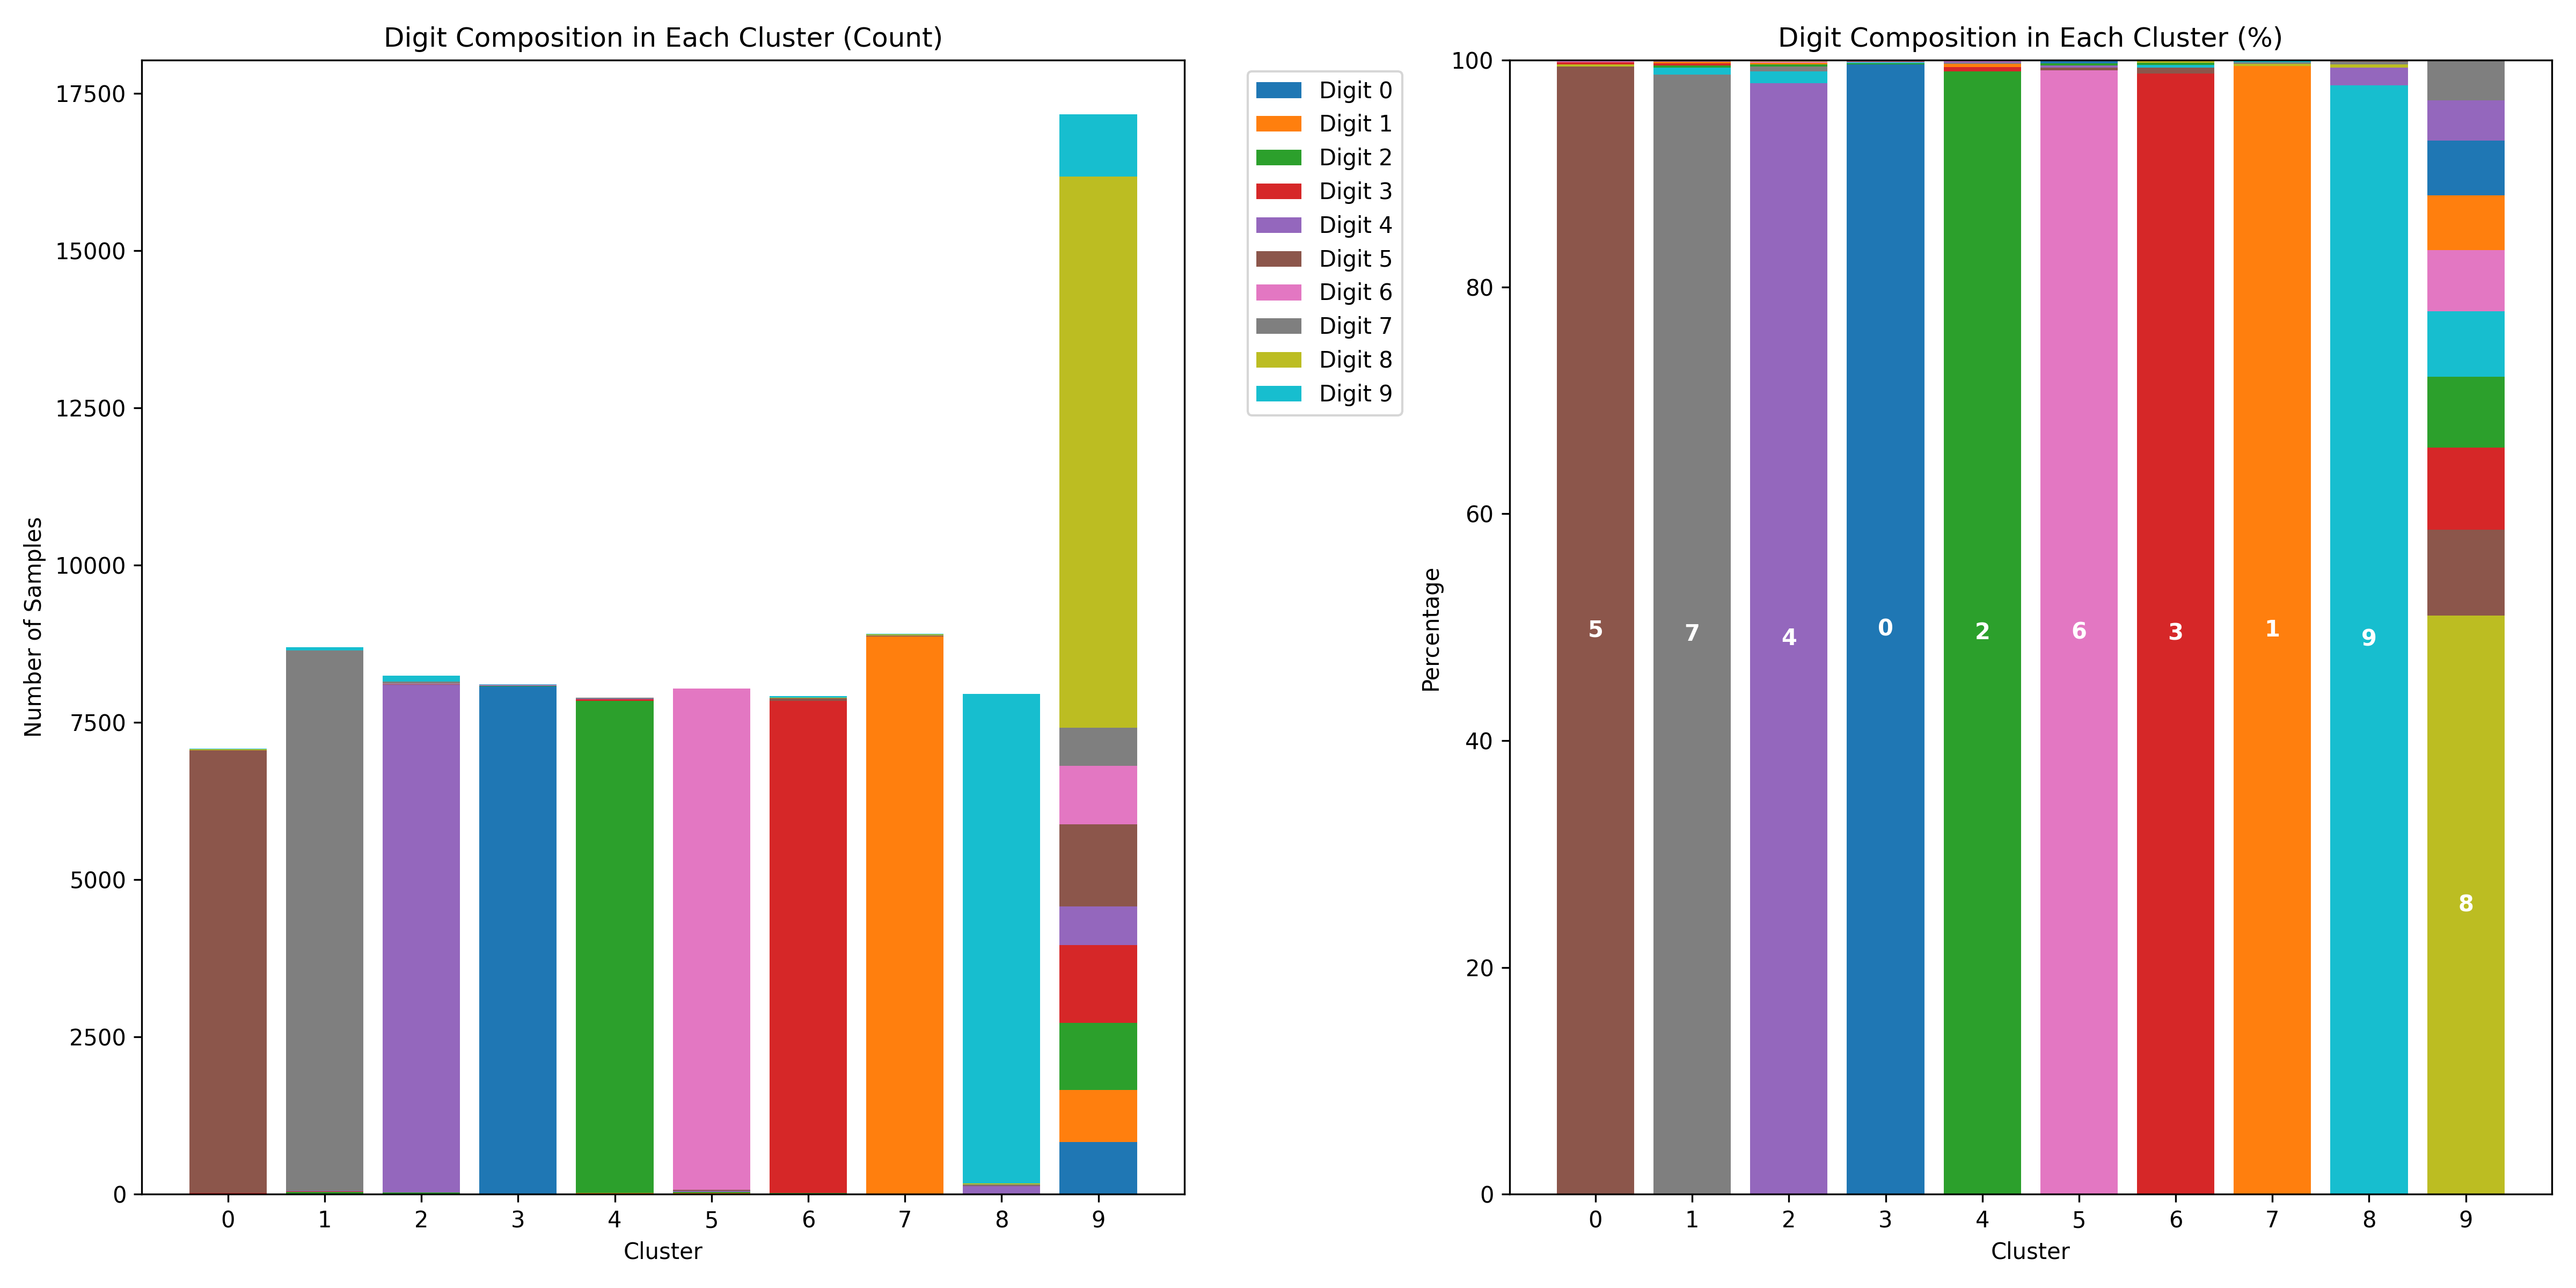 Digit Composition in Each Cluster (Count)
Number of Samples
17500
15000
12500
10000
7500
5000
2500
0
0 1 2 3 4 5 6 7 8 9
Cluster
Digit 0
Digit 1
Digit 2
Digit 3
Digit 4
Digit 5
Digit 6
Digit 7
Digit 8
Digit 9
Digit Composition in Each Cluster (%)
Percentage
100
80
60
40
20
0
5 7 4 0 2 6 3 1 9 8
0 1 2 3 4 5 6 7 8 9
Cluster